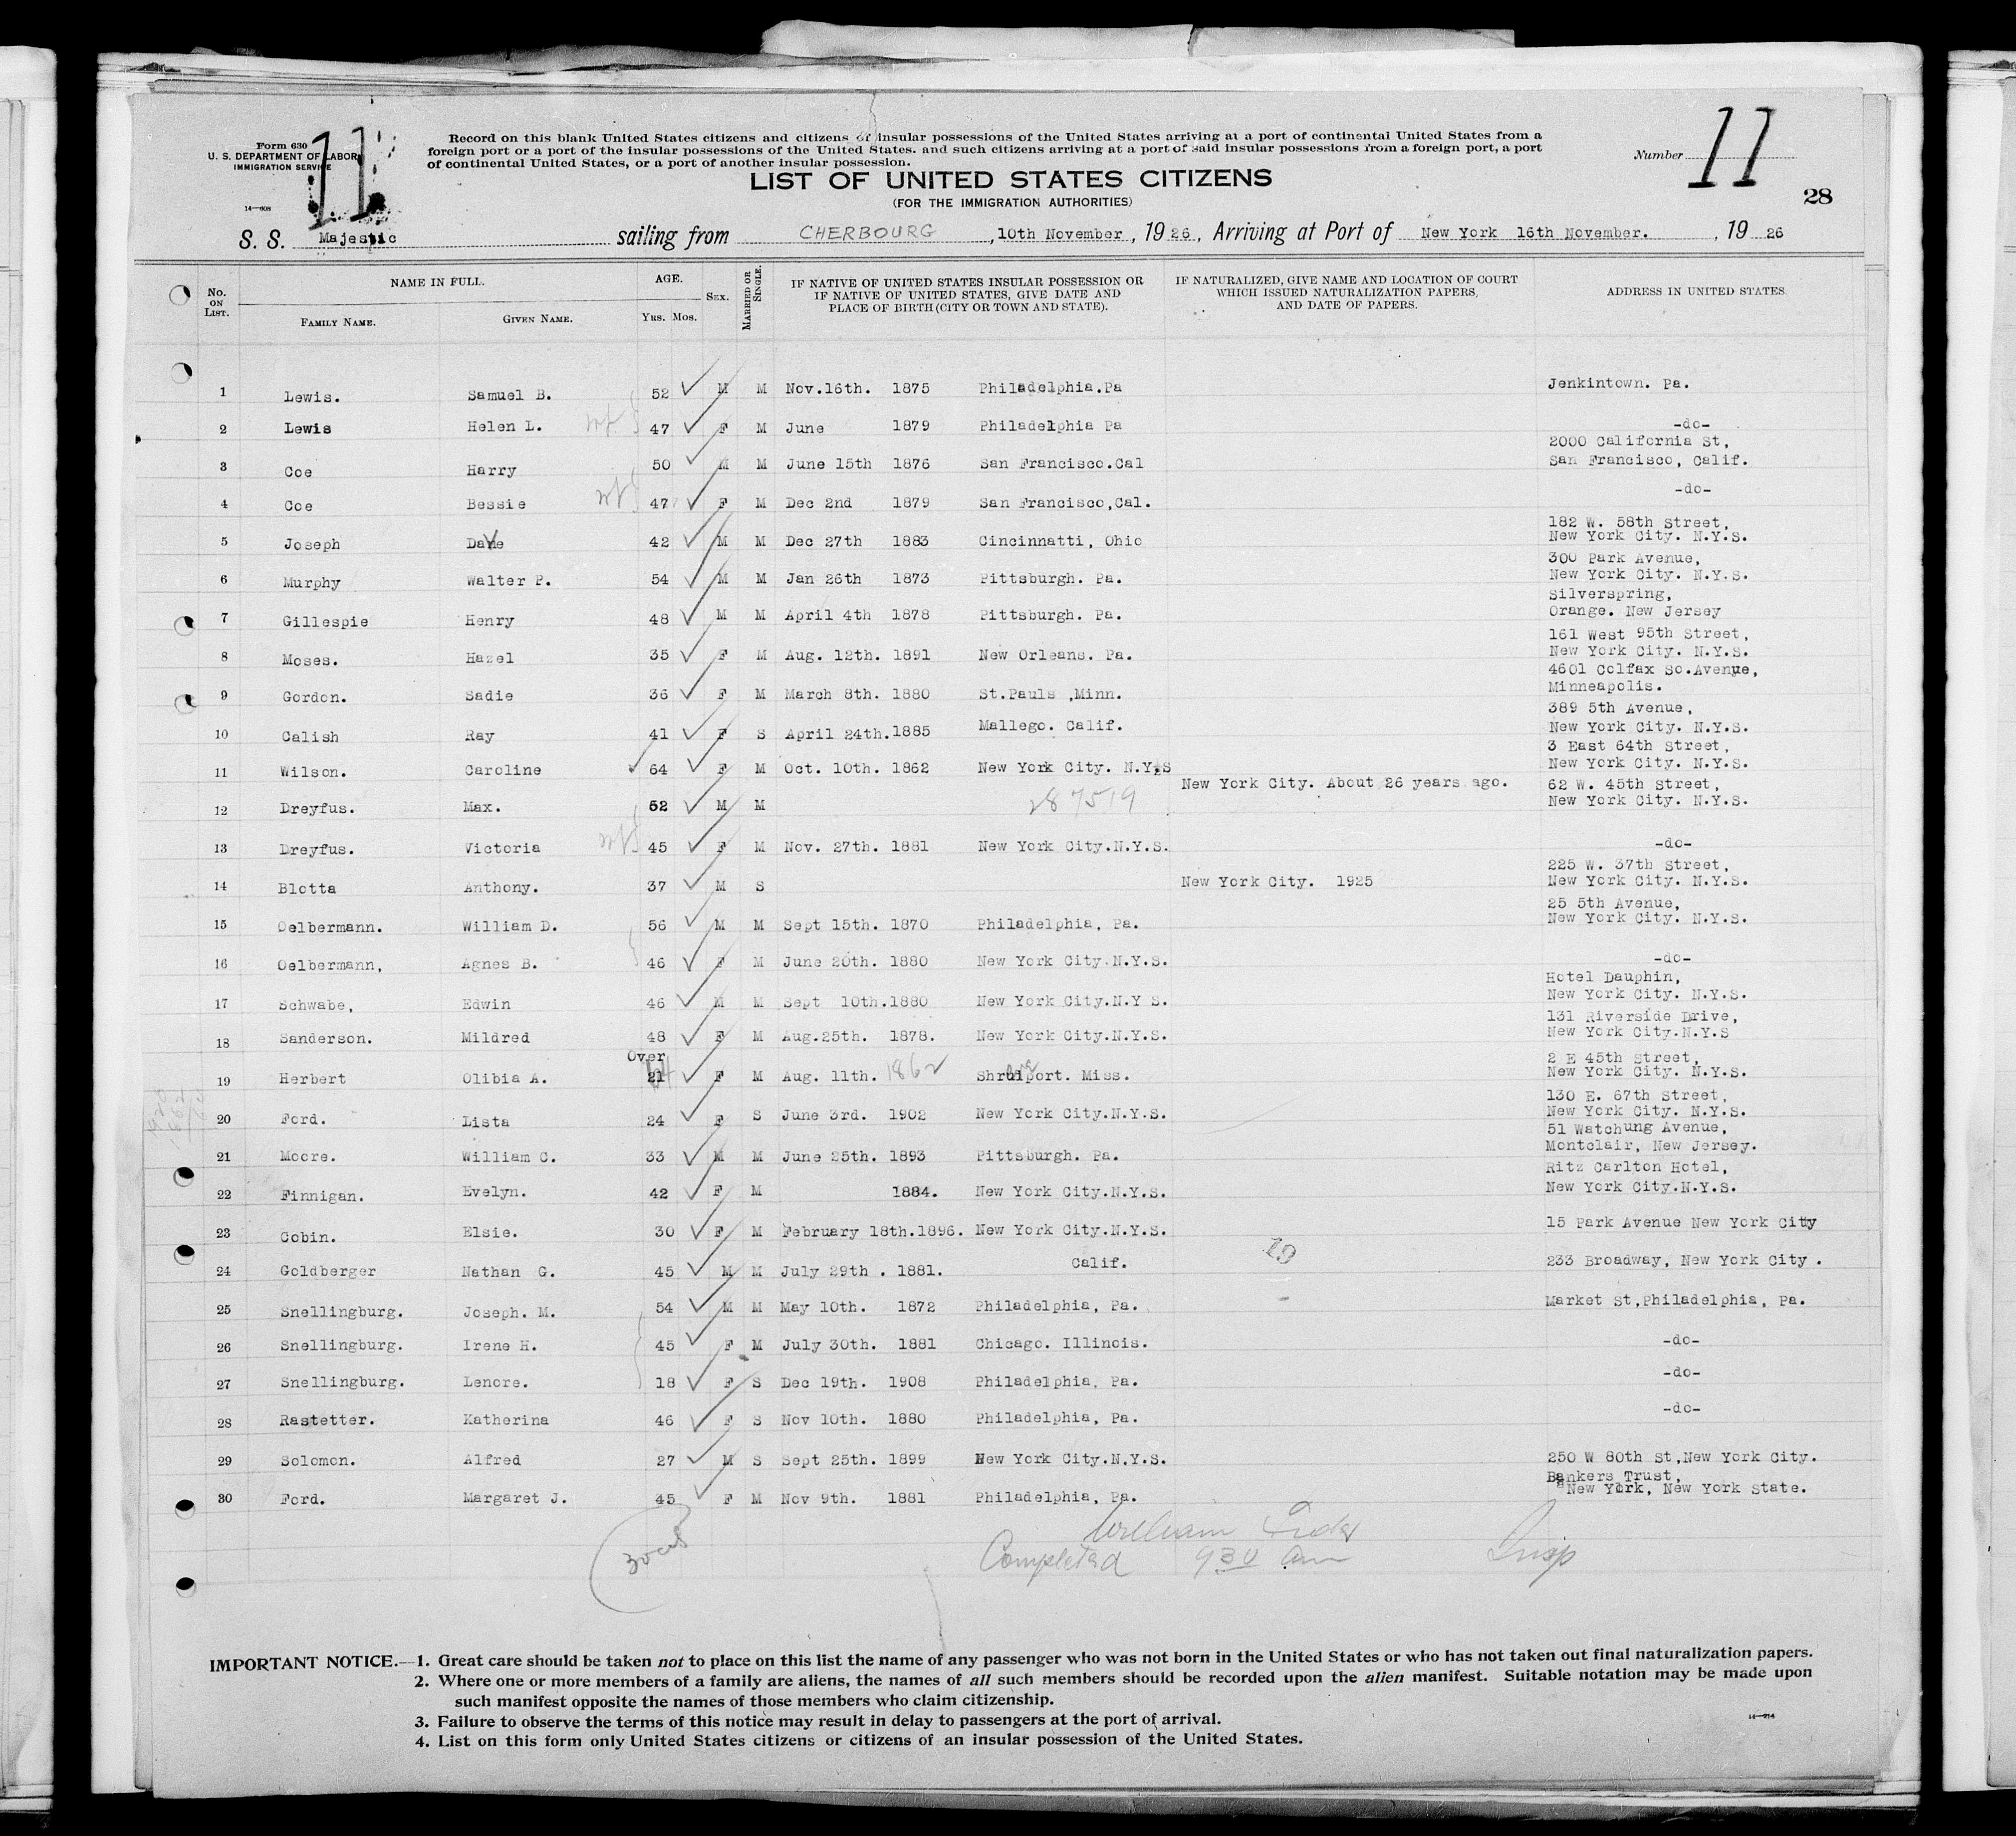 Form 630
U. S. DEPARTMENT OF LABOR
IMMIGRATION SERVICE
14—608
11
Record on this blank United States citizens and citizens of insular possessions of the United States arriving at a port of continental United States from a
foreign port or a port of the insular possessions of the United States. and such citizens arriving at a port of said insular possessions from a foreign port, a port
of continental United States, or a port of another insular possession.
Number 11
LIST OF UNITED STATES CITIZENS
(FOR THE IMMIGRATION AUTHORITIES)
28
S. S. Majestic sailing from CHERBOURG, 10th November, 1926, Arriving at Port of New York 16th November., 1926
No. ON LIST. NAME IN FULL. FAMILY NAME. GIVEN NAME. AGE. YRS. MOS. SEX. MARRIED OR SINGLE. IF NATIVE OF UNITED STATES INSULAR POSSESSION OR IF NATIVE OF UNITED STATES, GIVE DATE AND PLACE OF BIRTH (CITY OR TOWN AND STATE). IF NATURALIZED, GIVE NAME AND LOCATION OF COURT WHICH ISSUED NATURALIZATION PAPERS, AND DATE OF PAPERS. ADDRESS IN UNITED STATES.
1 Lewis. Samuel B. 52 M M Nov.16th. 1875 Philadelphia.Pa Jenkintown. Pa.
2 Lewis Helen L. wf 47 F M June 1879 Philadelphia Pa -do-
3 Coe Harry 50 M M June 15th 1876 San Francisco.Cal 2000 California St, San Francisco, Calif.
4 Coe Bessie wf 47 F M Dec 2nd 1879 San Francisco,Cal. -do-
5 Joseph Dave 42 M M Dec 27th 1883 Cincinnatti, Ohio 182 W. 58th Street, New York City. N.Y.S.
6 Murphy Walter P. 54 M M Jan 26th 1873 Pittsburgh. Pa. 300 Park Avenue, New York City. N.Y.S.
7 Gillespie Henry 48 M M April 4th 1878 Pittsburgh. Pa. Silverspring, Orange. New Jersey
8 Moses. Hazel 35 F M Aug. 12th. 1891 New Orleans. Pa. 161 West 95th Street, New York City. N.Y.S.
9 Gordon. Sadie 36 F M March 8th. 1880 St.Pauls ,Minn. 4601 Colfax So.Avenue, Minneapolis.
10 Calish Ray 41 F S April 24th.1885 Mallego. Calif. 389 5th Avenue, New York City. N.Y.S.
11 Wilson. Caroline 64 F M Oct. 10th. 1862 New York City. N.Y.S 3 East 64th Street, New York City. N.Y.S.
12 Dreyfus. Max. 52 M M 287519 New York City. About 26 years ago. 62 W. 45th Street, New York City. N.Y.S.
13 Dreyfus. Victoria wf 45 F M Nov. 27th. 1881 New York City.N.Y.S. -do-
14 Blotta Anthony. 37 M S New York City. 1925 225 W. 37th Street, New York City. N.Y.S.
15 Oelbermann. William D. 56 M M Sept 15th. 1870 Philadelphia, Pa. 25 5th Avenue, New York City. N.Y.S.
16 Oelbermann, Agnes B. 46 F M June 20th. 1880 New York City.N.Y.S. -do-
17 Schwabe, Edwin 46 M M Sept 10th.1880 New York City.N.Y S. Hotel Dauphin, New York City. N.Y.S.
18 Sanderson. Mildred 48 F M Aug.25th. 1878. New York City.N.Y.S. 131 Riverside Drive, New York City.N.Y.S
19 Herbert Olibia A. Over 21 64 F M Aug. 11th. 1862 Shruiport. Miss. 2 E 45th Street, New York City. N.Y.S.
20 Ford. Lista 24 F S June 3rd. 1902 New York City.N.Y.S. 130 E. 67th Street, New York City. N.Y.S.
21 Moore. William C. 33 M M June 25th. 1893 Pittsburgh. Pa. 51 Watchung Avenue, Montclair, New Jersey.
22 Finnigan. Evelyn. 42 F M 1884. New York City.N.Y.S. Ritz Carlton Hotel, New York City.N.Y.S.
23 Cobin. Elsie. 30 F M February 18th.1896. New York City.N.Y.S. 15 Park Avenue New York City
24 Goldberger Nathan G. 45 M M July 29th . 1881. Calif. 233 Broadway, New York City .
25 Snellingburg. Joseph. M. 54 M M May 10th. 1872 Philadelphia, Pa. Market St,Philadelphia, Pa.
26 Snellingburg. Irene H. 45 F M July 30th. 1881 Chicago. Illinois. -do-
27 Snellingburg. Lenore. 18 F S Dec 19th. 1908 Philadelphia, Pa. -do-
28 Rastetter. Katherina 46 F S Nov 10th. 1880 Philadelphia, Pa. -do-
29 Solomon. Alfred 27 M S Sept 25th. 1899 New York City.N.Y.S. 250 W 80th St,New York City.
30 Ford. Margaret J. 45 F M Nov 9th. 1881 Philadelphia, Pa. Bankers Trust, New York, New York State.
William
Completed 930 am Insp
IMPORTANT NOTICE.—1. Great care should be taken not to place on this list the name of any passenger who was not born in the United States or who has not taken out final naturalization papers.
2. Where one or more members of a family are aliens, the names of all such members should be recorded upon the alien manifest. Suitable notation may be made upon
such manifest opposite the names of those members who claim citizenship.
3. Failure to observe the terms of this notice may result in delay to passengers at the port of arrival.
4. List on this form only United States citizens or citizens of an insular possession of the United States.
14—914